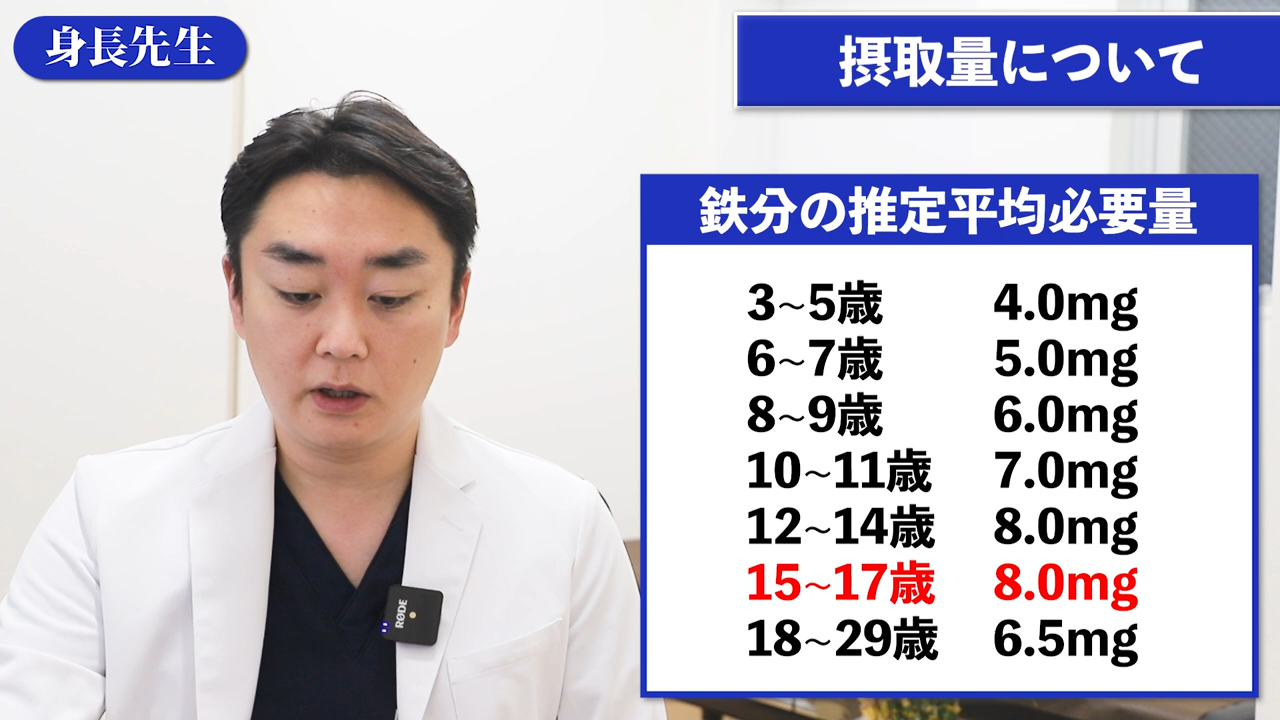 身長先生
摂取量について
鉄分の推定平均必要量
3~5歳 4.0mg
6~7歳 5.0mg
8~9歳 6.0mg
10~11歳 7.0mg
12~14歳 8.0mg
15~17歳 8.0mg
18~29歳 6.5mg
RØDE